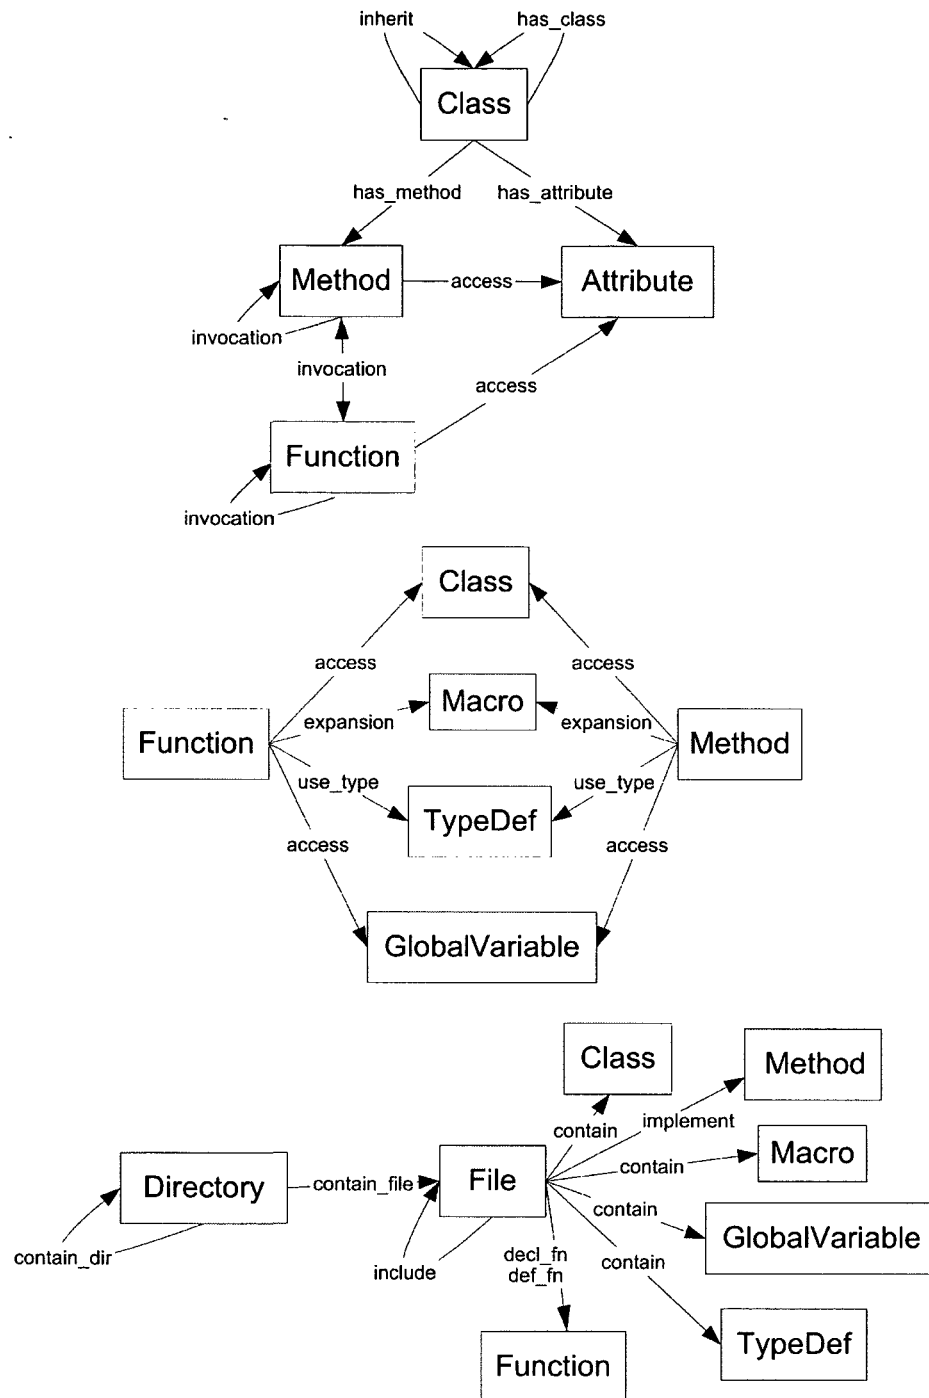 inherit has_class
Class
has_method has_attribute
Method access Attribute
invocation
invocation
access
Function
invocation
Class
access access
Macro
expansion expansion
Function Method
use_type use_type
TypeDef
access access
GlobalVariable
Class Method
implement
contain
Macro
contain
Directory contain_file File
contain
GlobalVariable
contain_dir include decl_fn
def_fn contain
TypeDef
Function